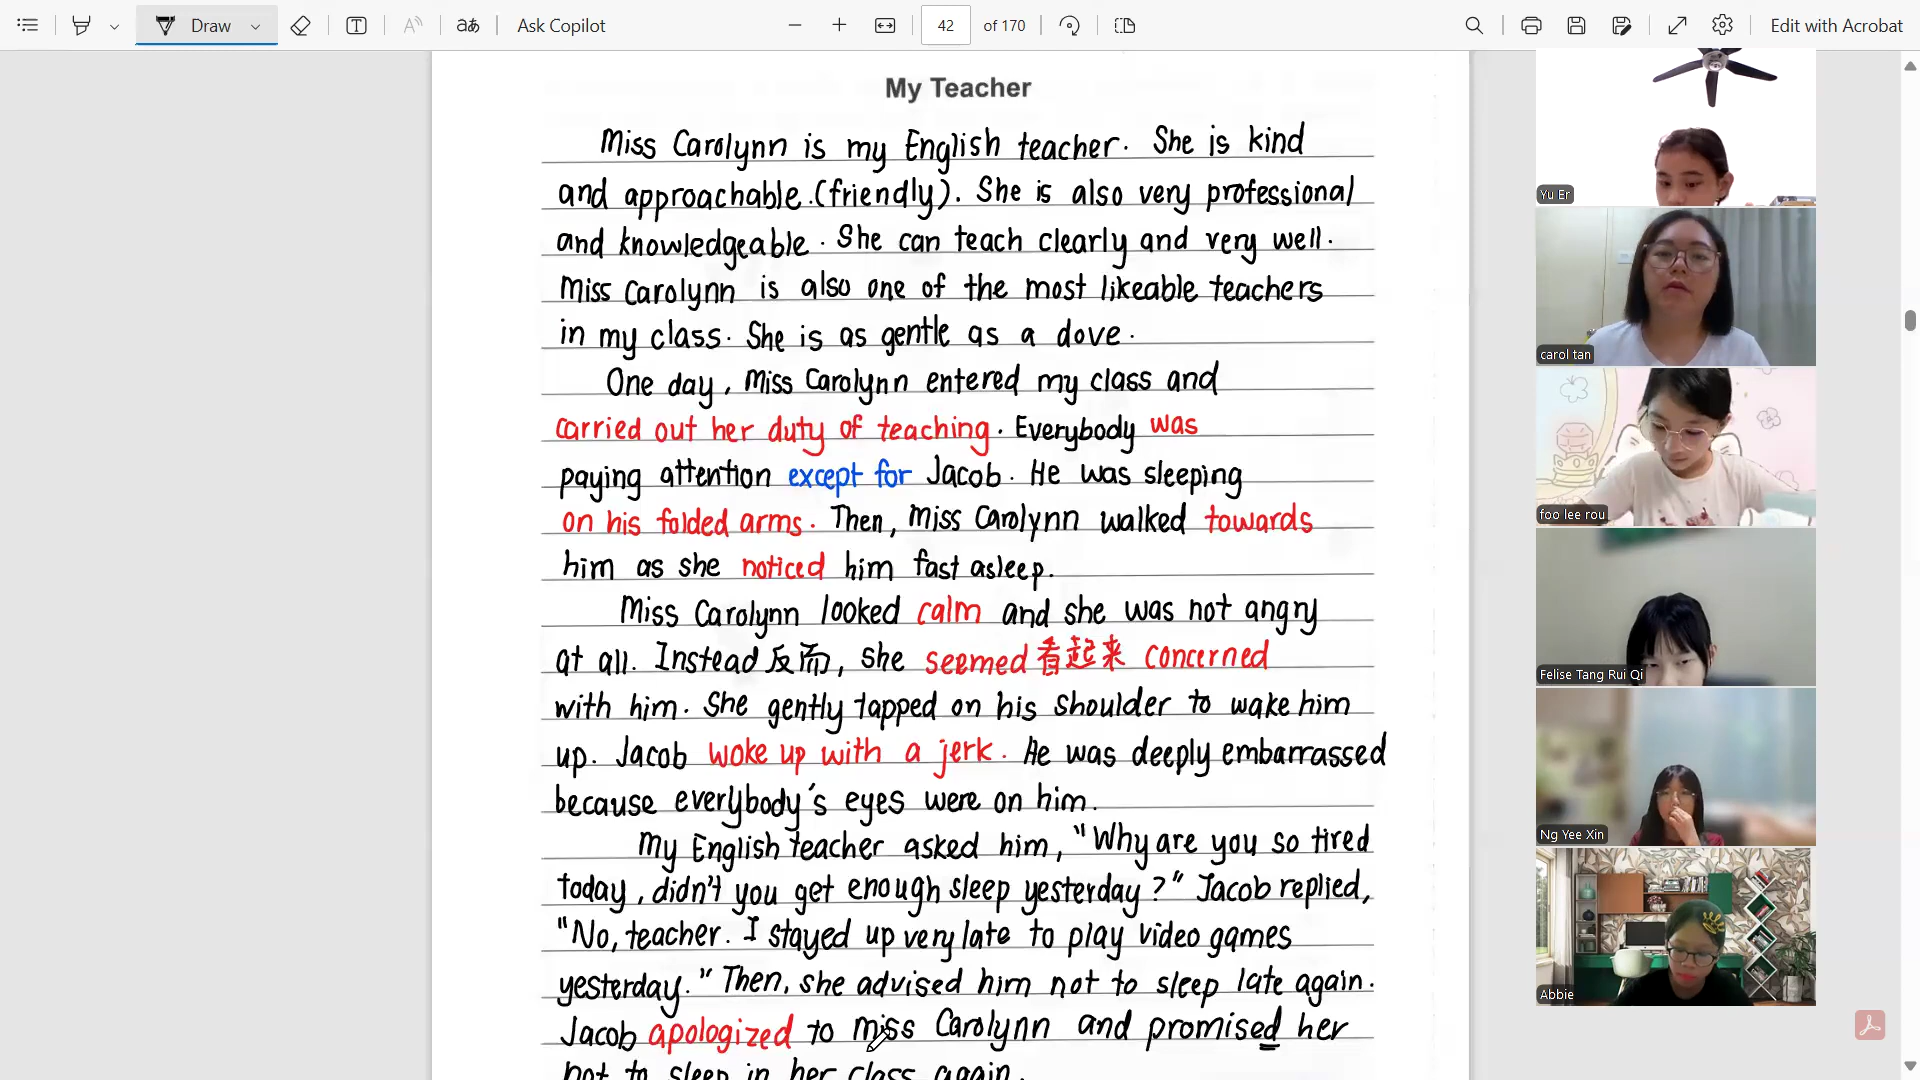 Draw
Ask Copilot
42 of 170
Edit with Acrobat
My Teacher
Miss Carolynn is my English teacher. She is kind
and approachable.(friendly). She is also very professional
and knowledgeable. She can teach clearly and very well.
Miss Carolynn is also one of the most likeable teachers
in my class. She is as gentle as a dove.
One day, Miss Carolynn entered my class and
carried out her duty of teaching. Everybody was
paying attention except for Jacob. He was sleeping
on his folded arms. Then, Miss Carolynn walked towards
him as she noticed him fast asleep.
Miss Carolynn looked calm and she was not angry
at all. Instead 反而, she seemed 看起来 concerned
with him. She gently tapped on his shoulder to wake him
up. Jacob woke up with a jerk. He was deeply embarrassed
because everybody's eyes were on him.
My English teacher asked him, "Why are you so tired
today, didn't you get enough sleep yesterday?" Jacob replied,
"No, teacher. I stayed up very late to play video games
yesterday." Then, she advised him not to sleep late again.
Jacob apologized to Miss Carolynn and promised her
not to sleep in her class again.
Yu Er
carol tan
foo lee rou
Felise Tang Rui Qi
Ng Yee Xin
Abbie